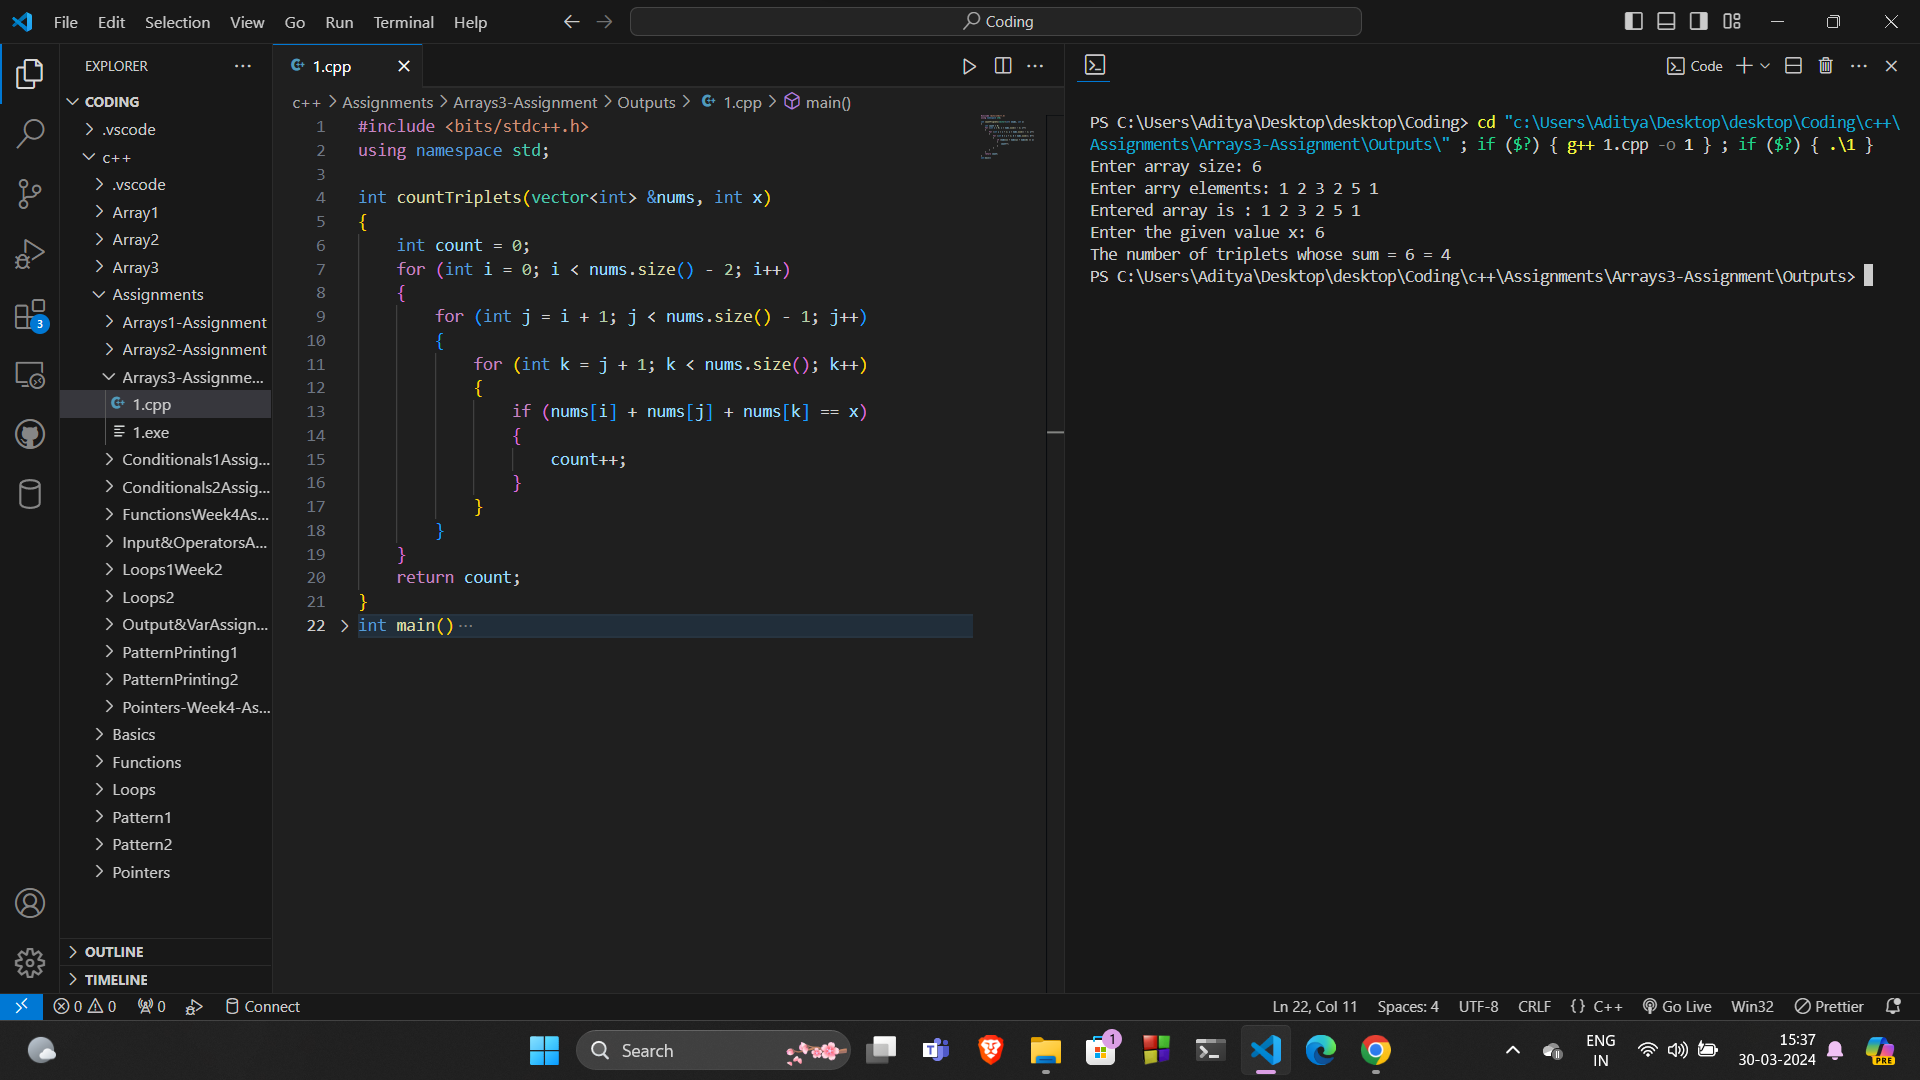 File Edit Selection View Go Run Terminal Help
Coding
EXPLORER
CODING
.vscode
c++
.vscode
Array1
Array2
Array3
Assignments
Arrays1-Assignment
Arrays2-Assignment
Arrays3-Assignme...
1.cpp
1.exe
Conditionals1Assig...
Conditionals2Assig...
FunctionsWeek4As...
Input&OperatorsA...
Loops1Week2
Loops2
Output&VarAssign...
PatternPrinting1
PatternPrinting2
Pointers-Week4-As...
Basics
Functions
Loops
Pattern1
Pattern2
Pointers
OUTLINE
TIMELINE
3
1.cpp
c++ > Assignments > Arrays3-Assignment > Outputs > 1.cpp > main()
1 #include <bits/stdc++.h>
2 using namespace std;
3
4 int countTriplets(vector<int> &nums, int x)
5 {
6 int count = 0;
7 for (int i = 0; i < nums.size() - 2; i++)
8 {
9 for (int j = i + 1; j < nums.size() - 1; j++)
10 {
11 for (int k = j + 1; k < nums.size(); k++)
12 {
13 if (nums[i] + nums[j] + nums[k] == x)
14 {
15 count++;
16 }
17 }
18 }
19 }
20 return count;
21 }
22 int main() ...
Code
PS C:\Users\Aditya\Desktop\desktop\Coding> cd "c:\Users\Aditya\Desktop\desktop\Coding\c++\
Assignments\Arrays3-Assignment\Outputs\" ; if ($?) { g++ 1.cpp -o 1 } ; if ($?) { .\1 }
Enter array size: 6
Enter arry elements: 1 2 3 2 5 1
Entered array is : 1 2 3 2 5 1
Enter the given value x: 6
The number of triplets whose sum = 6 = 4
PS C:\Users\Aditya\Desktop\desktop\Coding\c++\Assignments\Arrays3-Assignment\Outputs>
0 0 0 Connect
Ln 22, Col 11 Spaces: 4 UTF-8 CRLF {} C++ Go Live Win32 Prettier
Search
1
ENG
IN
15:37
30-03-2024
PRE